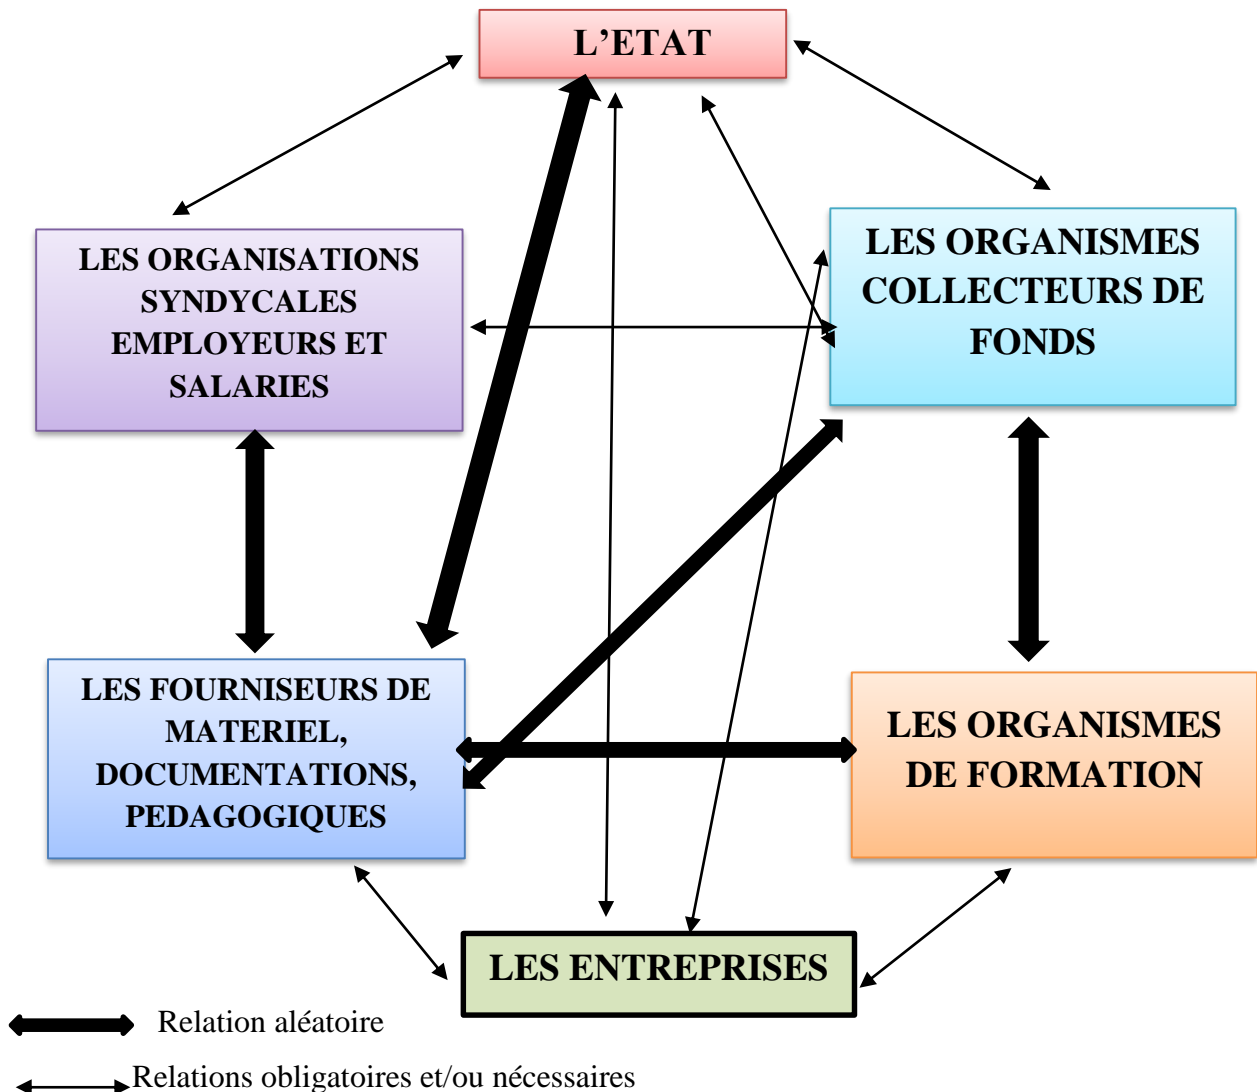 L’ETAT
LES ORGANISATIONS
SYNDYCALES
EMPLOYEURS ET
SALARIES
LES ORGANISMES
COLLECTEURS DE
FONDS
LES FOURNISEURS DE
MATERIEL,
DOCUMENTATIONS,
PEDAGOGIQUES
LES ORGANISMES
DE FORMATION
LES ENTREPRISES
Relation aléatoire
Relations obligatoires et/ou nécessaires